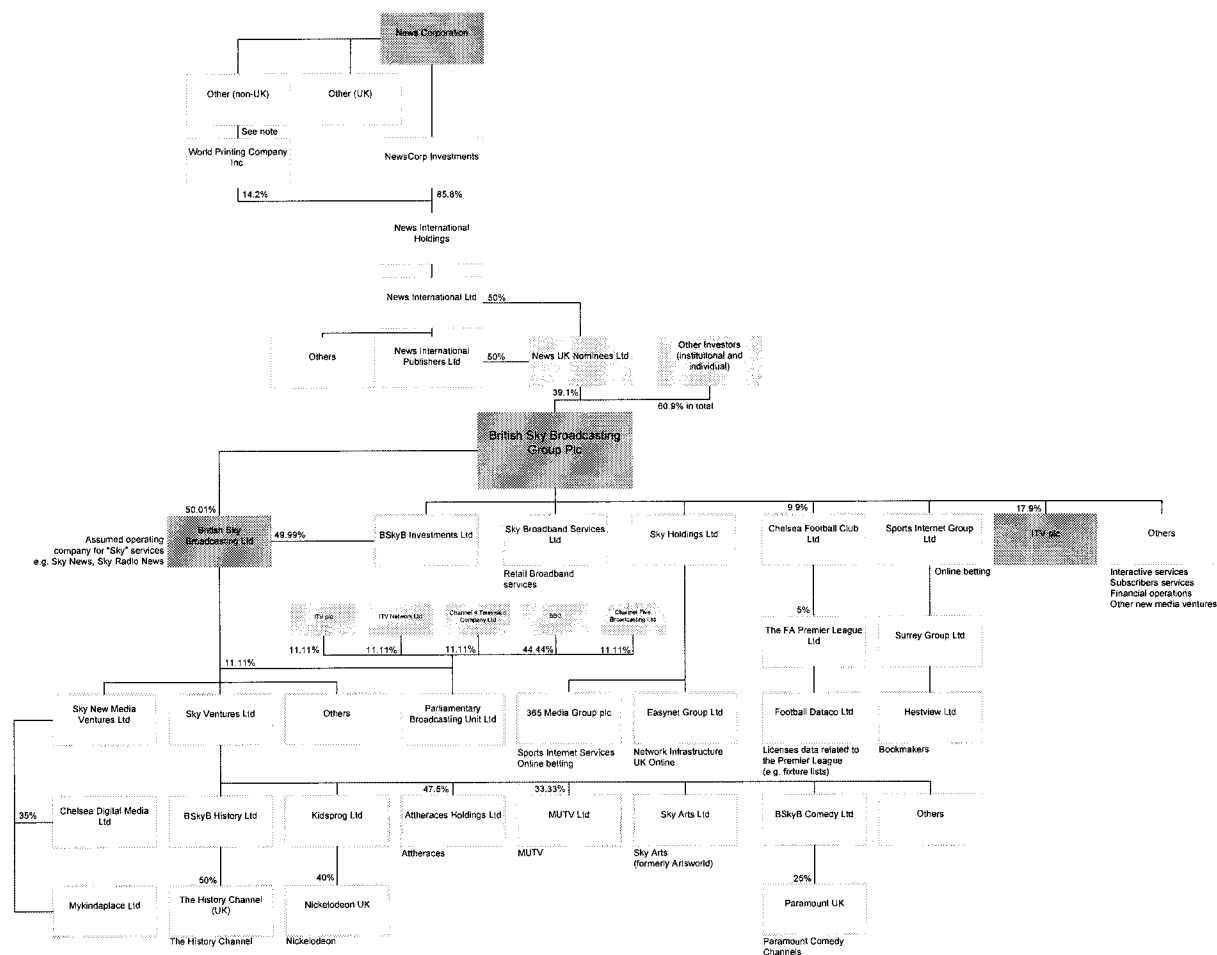 News Corporation
Other (non-UK)
Other (UK)
See note
World Printing Company
Inc.
NewsCorp Investments
14.2%
85.8%
News International
Holdings
News International Ltd
50%
Others
News International
Publishers Ltd
50%
News UK Nominees Ltd
Other Investors
(institutional and
individual)
39.1%
60.9% in total
British Sky Broadcasting
Group Plc
50.01%
9.9%
17.9%
Assumed operating
company for "Sky" services
e.g. Sky News, Sky Radio News
British Sky
Broadcasting Ltd
49.99%
BSkyB Investments Ltd
Sky Broadband Services
Ltd
Retail Broadband
services
Sky Holdings Ltd
Chelsea Football Club
Ltd
Sports Internet Group
Ltd
Online betting
ITV plc
Others
Interactive services
Subscribers services
Financial operations
Other new media ventures
ITV plc
ITV Network Ltd
Channel 4 Television
Company Ltd
BBC
Channel Five
Broadcasting Ltd
11.11%
11.11%
11.11%
44.44%
11.11%
11.11%
5%
The FA Premier League
Ltd
Surrey Group Ltd
Sky New Media
Ventures Ltd
Sky Ventures Ltd
Others
Parliamentary
Broadcasting Unit Ltd
365 Media Group plc
Sports Internet Services
Online betting
Easynet Group Ltd
Network Infrastructure
UK Online
Football Dataco Ltd
Licenses data related to
the Premier League
(e.g. fixture lists)
Hestview Ltd
Bookmakers
47.5%
33.33%
35%
Chelsea Digital Media
Ltd
BSkyB History Ltd
Kidsprog Ltd
Attheraces Holdings Ltd
Attheraces
MUTV Ltd
MUTV
Sky Arts Ltd
Sky Arts
(formerly Artsworld)
BSkyB Comedy Ltd
Others
50%
40%
25%
Mykindaplace Ltd
The History Channel
(UK)
The History Channel
Nickelodeon UK
Nickelodeon
Paramount UK
Paramount Comedy
Channels